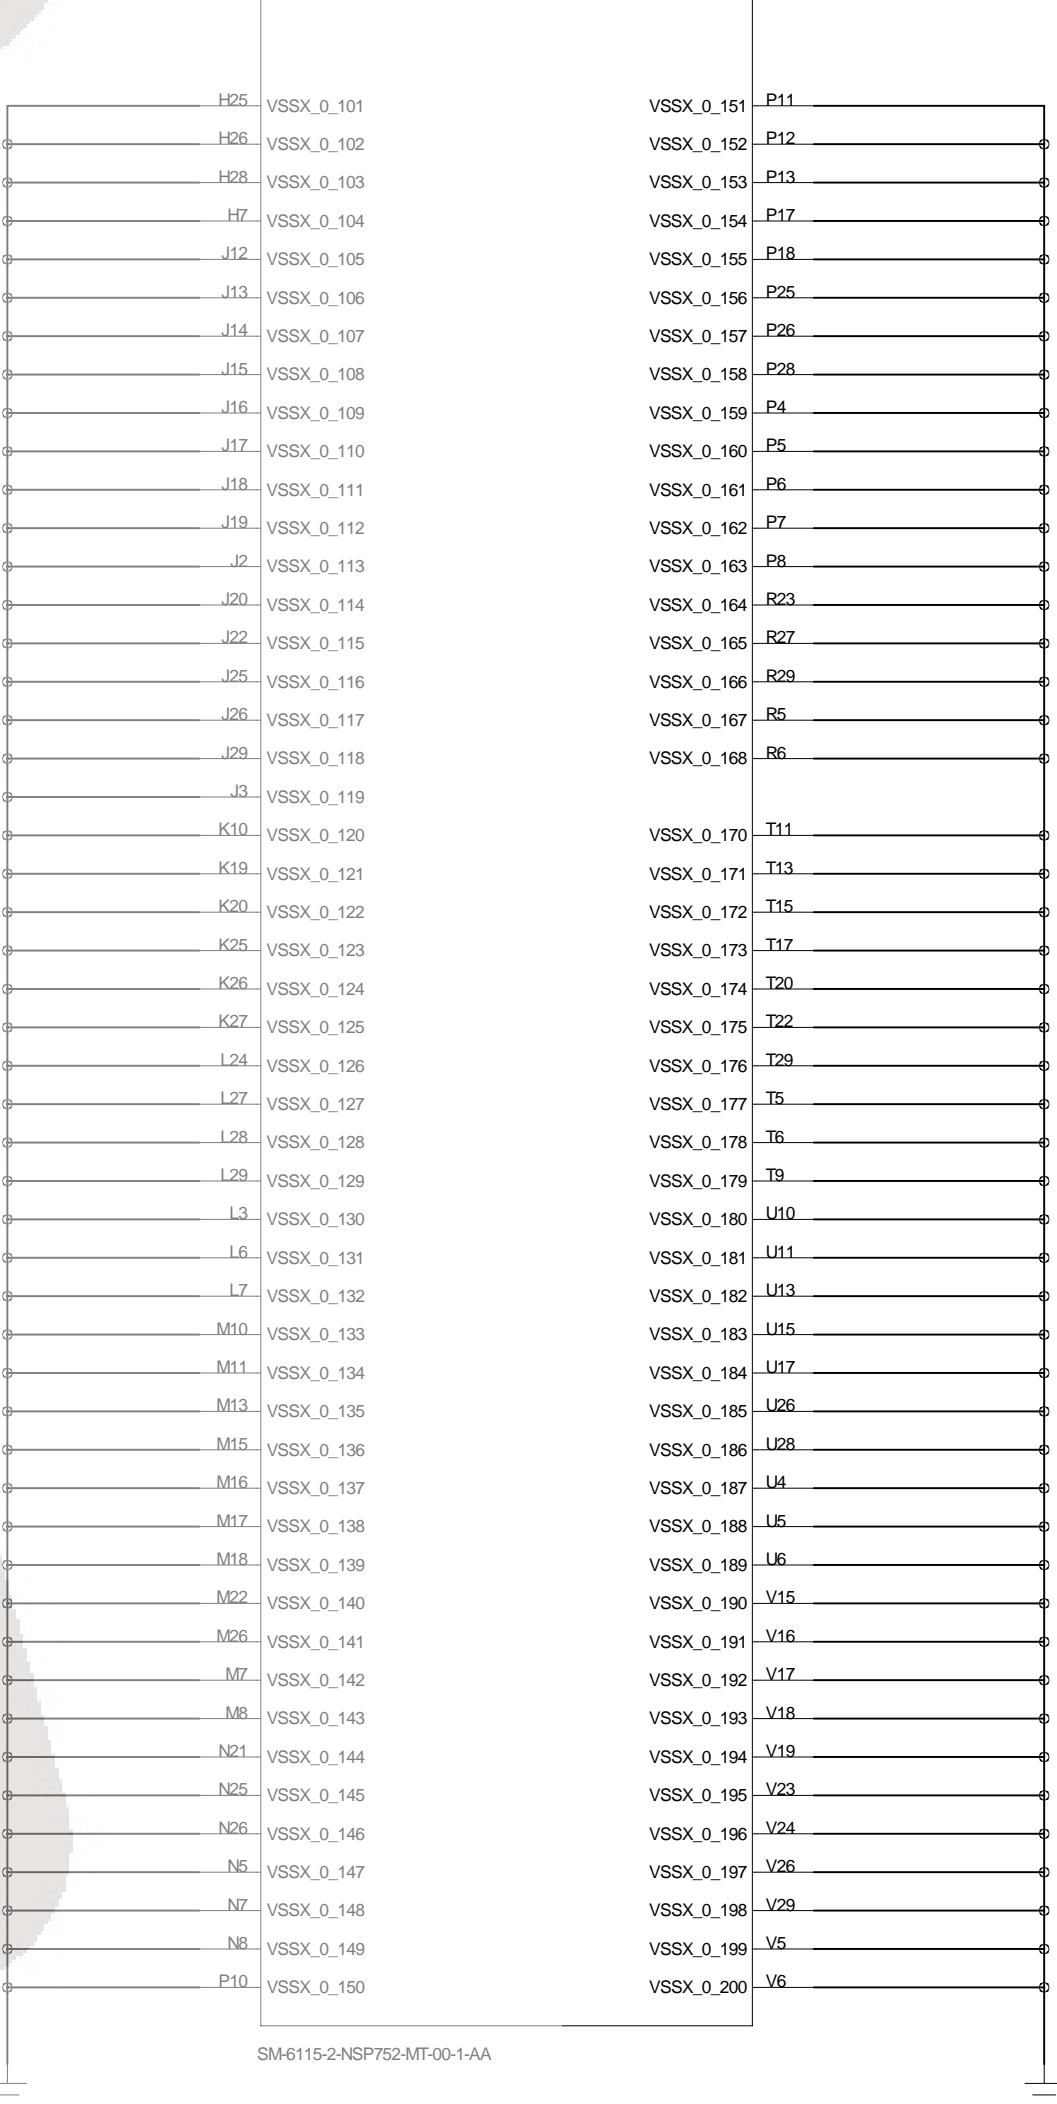 H25 VSSX_0_101 VSSX_0_151 P11
H26 VSSX_0_102 VSSX_0_152 P12
H28 VSSX_0_103 VSSX_0_153 P13
H7 VSSX_0_104 VSSX_0_154 P17
J12 VSSX_0_105 VSSX_0_155 P18
J13 VSSX_0_106 VSSX_0_156 P25
J14 VSSX_0_107 VSSX_0_157 P26
J15 VSSX_0_108 VSSX_0_158 P28
J16 VSSX_0_109 VSSX_0_159 P4
J17 VSSX_0_110 VSSX_0_160 P5
J18 VSSX_0_111 VSSX_0_161 P6
J19 VSSX_0_112 VSSX_0_162 P7
J2 VSSX_0_113 VSSX_0_163 P8
J20 VSSX_0_114 VSSX_0_164 R23
J22 VSSX_0_115 VSSX_0_165 R27
J25 VSSX_0_116 VSSX_0_166 R29
J26 VSSX_0_117 VSSX_0_167 R5
J29 VSSX_0_118 VSSX_0_168 R6
J3 VSSX_0_119
K10 VSSX_0_120 VSSX_0_170 T11
K19 VSSX_0_121 VSSX_0_171 T13
K20 VSSX_0_122 VSSX_0_172 T15
K25 VSSX_0_123 VSSX_0_173 T17
K26 VSSX_0_124 VSSX_0_174 T20
K27 VSSX_0_125 VSSX_0_175 T22
L24 VSSX_0_126 VSSX_0_176 T29
L27 VSSX_0_127 VSSX_0_177 T5
L28 VSSX_0_128 VSSX_0_178 T6
L29 VSSX_0_129 VSSX_0_179 T9
L3 VSSX_0_130 VSSX_0_180 U10
L6 VSSX_0_131 VSSX_0_181 U11
L7 VSSX_0_132 VSSX_0_182 U13
M10 VSSX_0_133 VSSX_0_183 U15
M11 VSSX_0_134 VSSX_0_184 U17
M13 VSSX_0_135 VSSX_0_185 U26
M15 VSSX_0_136 VSSX_0_186 U28
M16 VSSX_0_137 VSSX_0_187 U4
M17 VSSX_0_138 VSSX_0_188 U5
M18 VSSX_0_139 VSSX_0_189 U6
M22 VSSX_0_140 VSSX_0_190 V15
M26 VSSX_0_141 VSSX_0_191 V16
M7 VSSX_0_142 VSSX_0_192 V17
M8 VSSX_0_143 VSSX_0_193 V18
N21 VSSX_0_144 VSSX_0_194 V19
N25 VSSX_0_145 VSSX_0_195 V23
N26 VSSX_0_146 VSSX_0_196 V24
N5 VSSX_0_147 VSSX_0_197 V26
N7 VSSX_0_148 VSSX_0_198 V29
N8 VSSX_0_149 VSSX_0_199 V5
P10 VSSX_0_150 VSSX_0_200 V6
SM-6115-2-NSP752-MT-00-1-AA